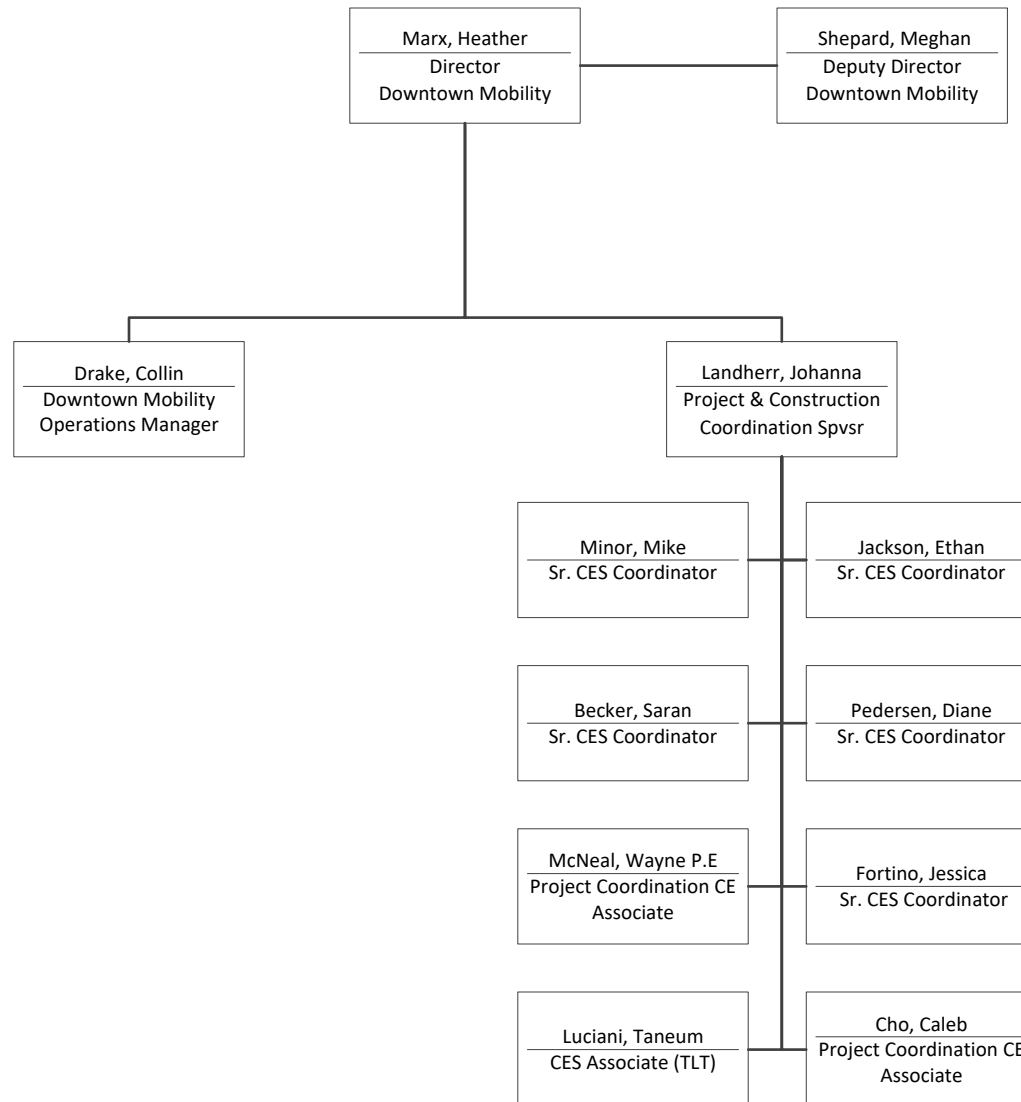 Marx, Heather
Director
Downtown Mobility
Shepard, Meghan
Deputy Director
Downtown Mobility
Drake, Collin
Downtown Mobility
Operations Manager
Landherr, Johanna
Project & Construction
Coordination Spvsr
Minor, Mike
Sr. CES Coordinator
Jackson, Ethan
Sr. CES Coordinator
Becker, Saran
Sr. CES Coordinator
Pedersen, Diane
Sr. CES Coordinator
McNeal, Wayne P.E
Project Coordination CE
Associate
Fortino, Jessica
Sr. CES Coordinator
Luciani, Taneum
CES Associate (TLT)
Cho, Caleb
Project Coordination CE
Associate